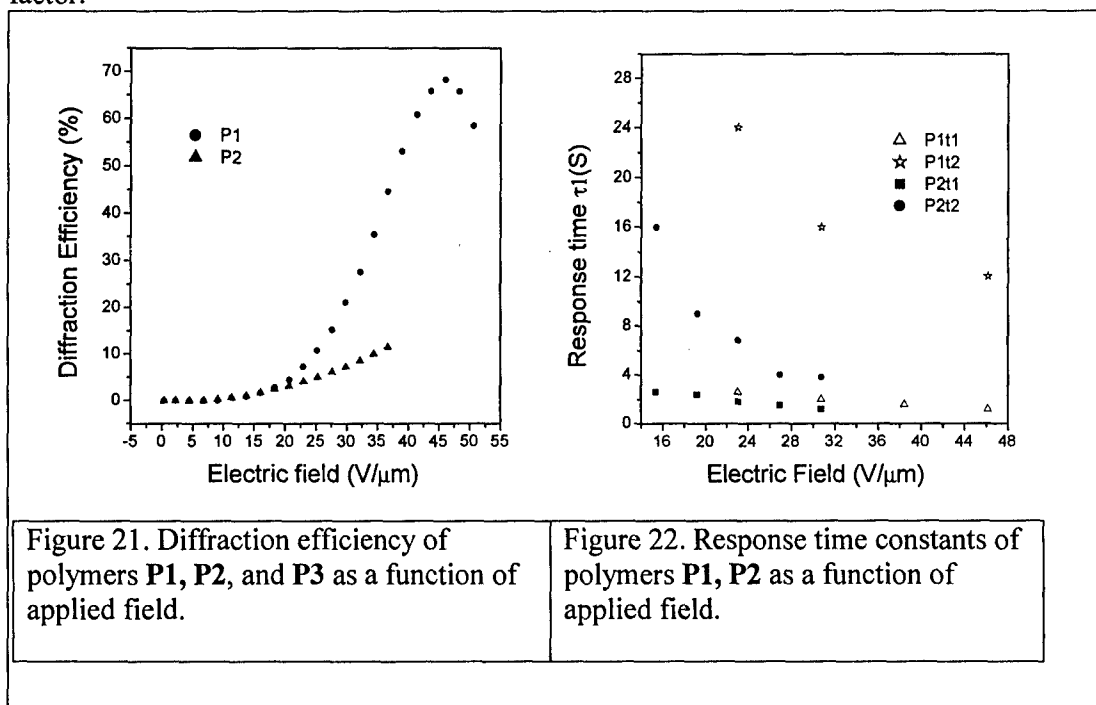 factor.
70
60
50
40
30
20
10
0
-5 0 5 10 15 20 25 30 35 40 45 50 55
Diffraction Efficiency (%)
Electric field (V/μm)
P1
P2
28
24
20
16
12
8
4
0
16 20 24 28 32 36 40 44 48
Response time τ1(S)
Electric Field (V/μm)
P1t1
P1t2
P2t1
P2t2
Figure 21. Diffraction efficiency of
polymers P1, P2, and P3 as a function of
applied field.
Figure 22. Response time constants of
polymers P1, P2 as a function of
applied field.